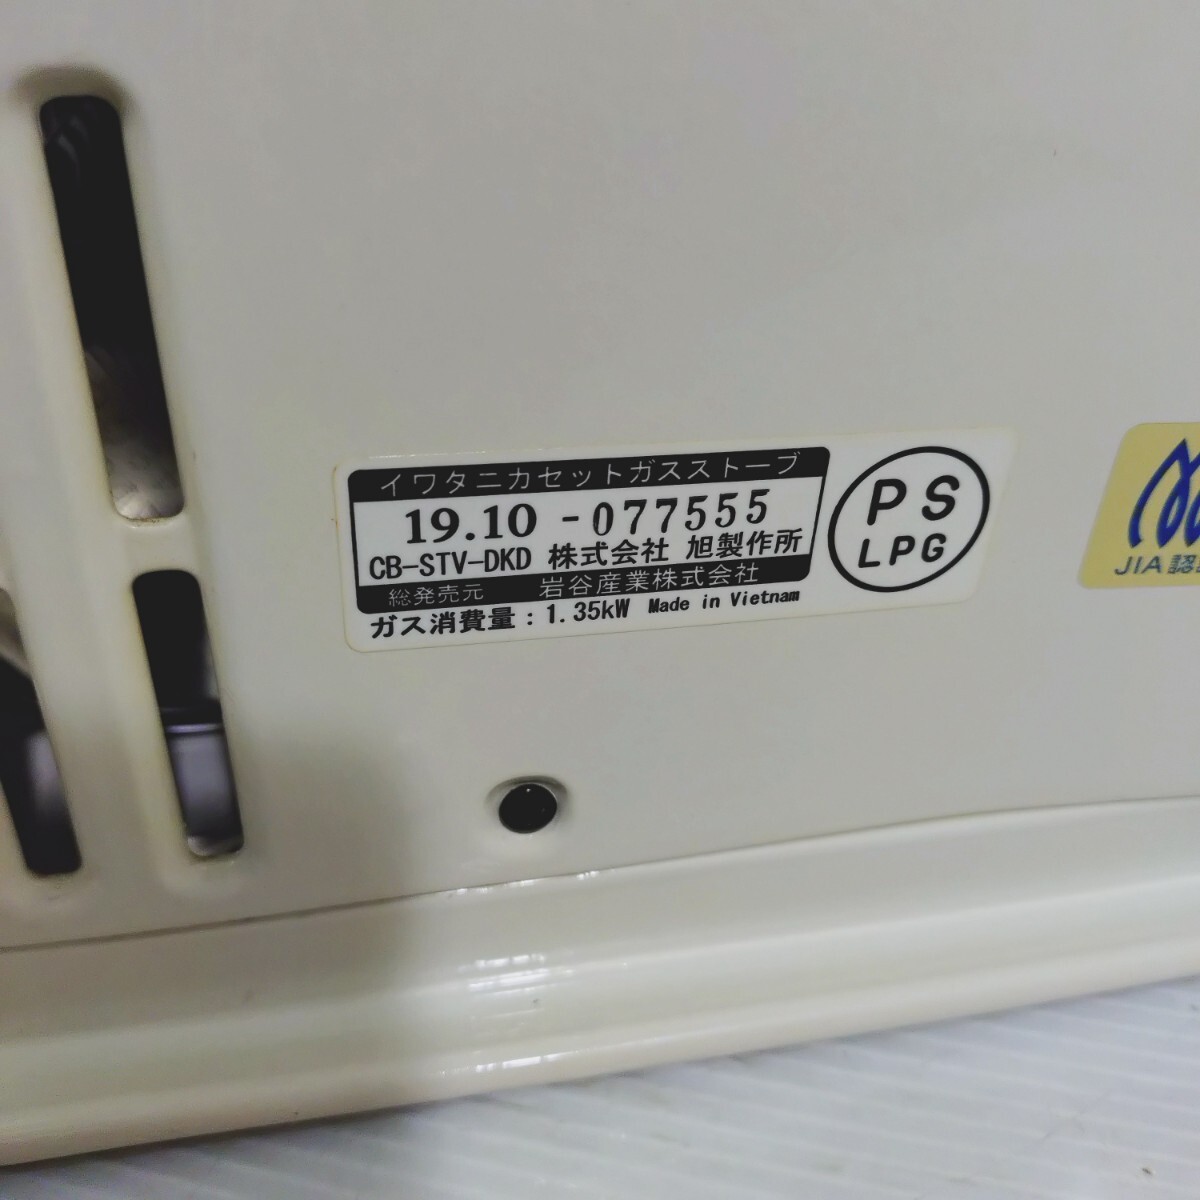 イワタニカセットガスストーブ
19.10 -077555
CB-STV-DKD 株式会社 旭製作所
総発売元 岩谷産業株式会社
ガス消費量：1.35kW Made in Vietnam
PS
LPG
JIA 認